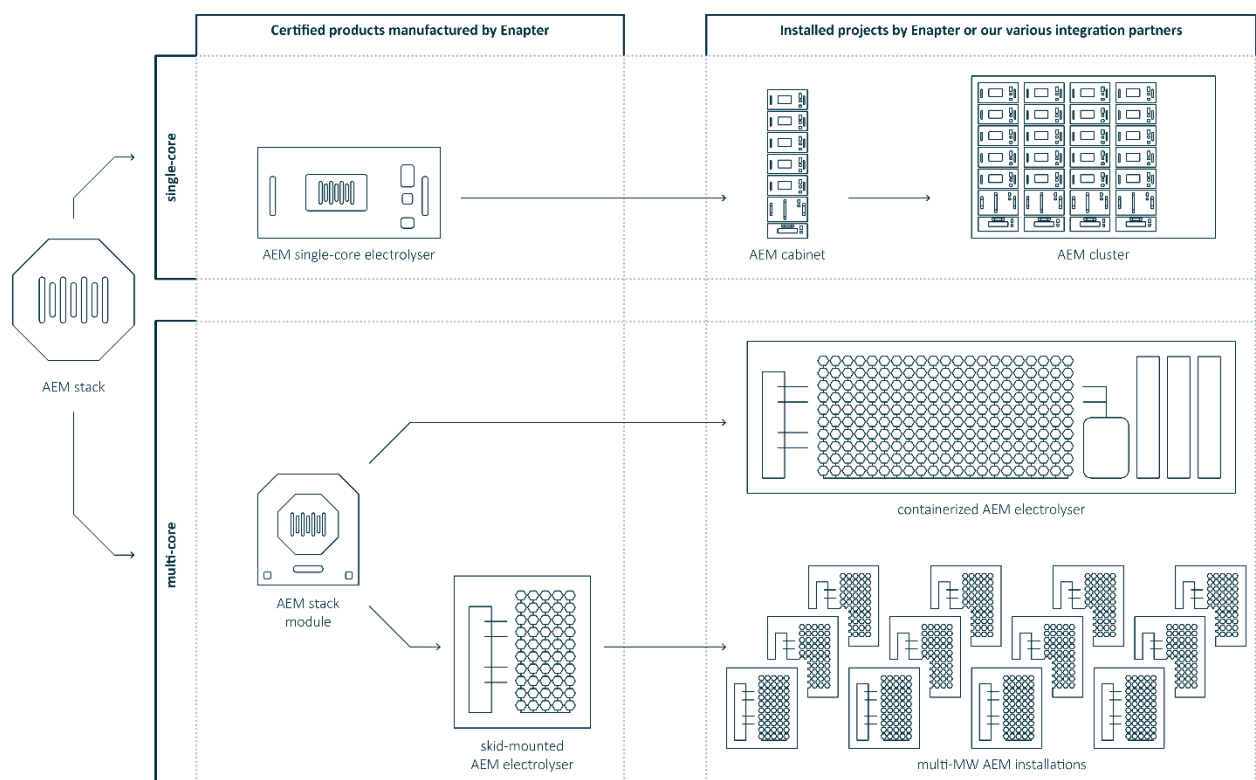 Certified products manufactured by Enapter
Installed projects by Enapter or our various integration partners
single-core
AEM single-core electrolyser
AEM cabinet
AEM cluster
AEM stack
multi-core
containerized AEM electrolyser
AEM stack
module
skid-mounted
AEM electrolyser
multi-MW AEM installations